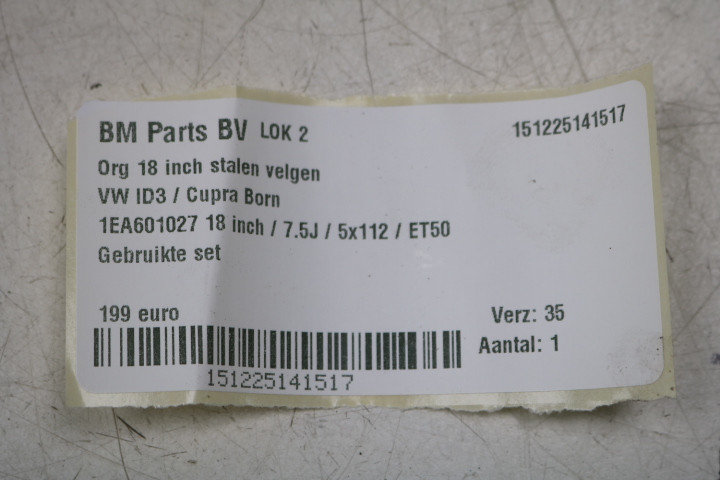 BM Parts BV LOK 2
151225141517
Org 18 inch stalen velgen
VW ID3 / Cupra Born
1EA601027 18 inch / 7.5J / 5x112 / ET50
Gebruikte set
199 euro
Verz: 35
Aantal: 1
151225141517